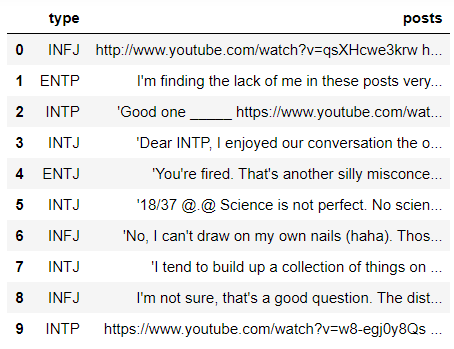 type posts
0 INFJ http://www.youtube.com/watch?v=qsXHcwe3krw h...
1 ENTP I'm finding the lack of me in these posts very...
2 INTP 'Good one _____ https://www.youtube.com/wat...
3 INTJ 'Dear INTP, I enjoyed our conversation the o...
4 ENTJ 'You're fired. That's another silly misconce...
5 INTJ '18/37 @.@ Science is not perfect. No scien...
6 INFJ 'No, I can't draw on my own nails (haha). Thos...
7 INTJ 'I tend to build up a collection of things on ...
8 INFJ I'm not sure, that's a good question. The dist...
9 INTP https://www.youtube.com/watch?v=w8-egj0y8Qs ...